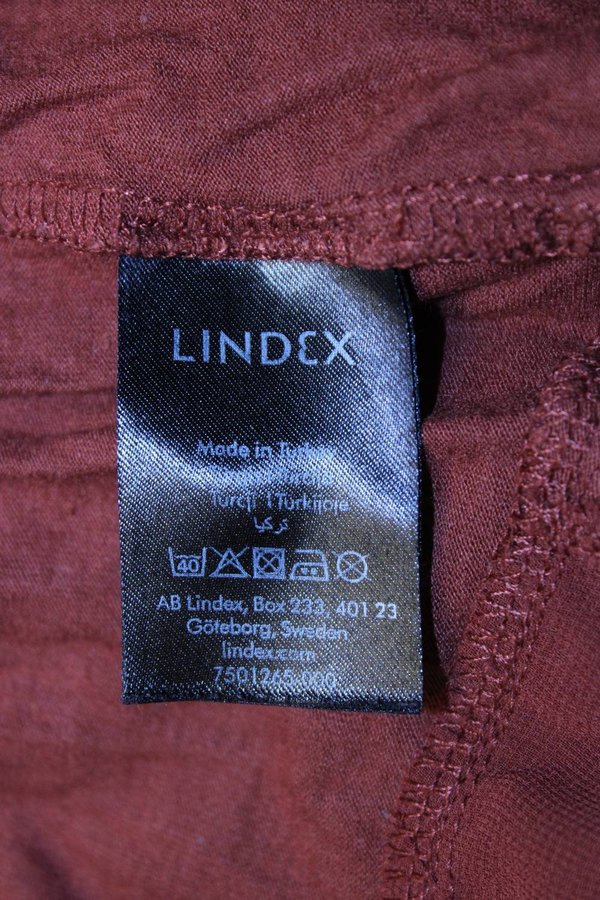 LINDEX
Made in
Turcji | Turkijoje
تركيا
40
AB Lindex, Box 233, 401 23
Göteborg, Sweden
lindex.com
7501265 000